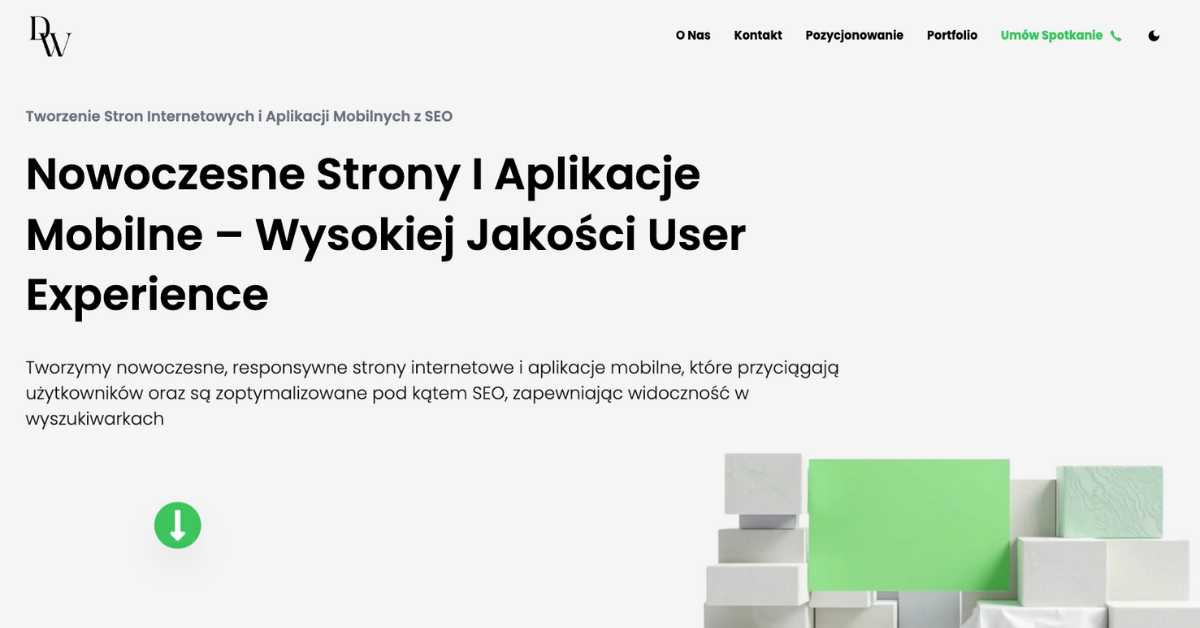 DW
O Nas
Kontakt
Pozycjonowanie
Portfolio
Umów Spotkanie
Tworzenie Stron Internetowych i Aplikacji Mobilnych z SEO
Nowoczesne Strony I Aplikacje
Mobilne – Wysokiej Jakości User
Experience
Tworzymy nowoczesne, responsywne strony internetowe i aplikacje mobilne, które przyciągają
użytkowników oraz są zoptymalizowane pod kątem SEO, zapewniając widoczność w
wyszukiwarkach